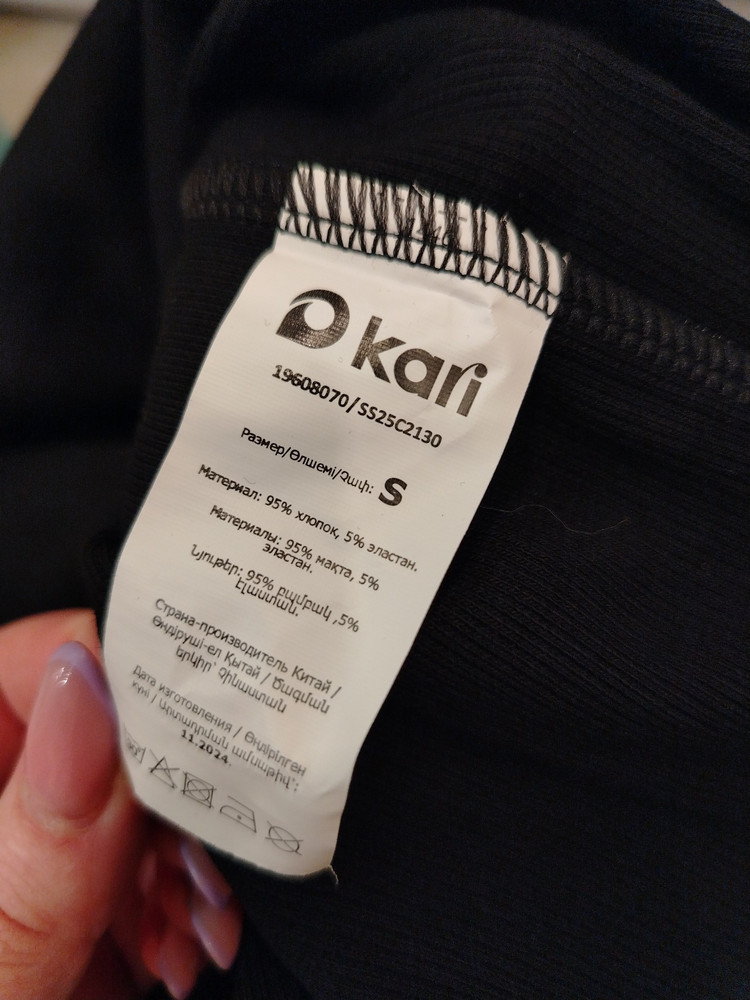 kari
19608070/SS25C2130
Размер/Өлшемі/Չափ: S
Материал: 95% хлопок, 5% эластан.
Материалы: 95% мақта, 5%
эластан.
Նյութեր: 95% բամբակ ,5%
էլաստան.
Страна-производитель Китай /
Өндіруші-ел Қытай / Ծագման
երկիր՝ Չինաստան
Дата изготовления / Өндірілген
күні / Արտադրման ամսաթիվ՝:
11.2024.